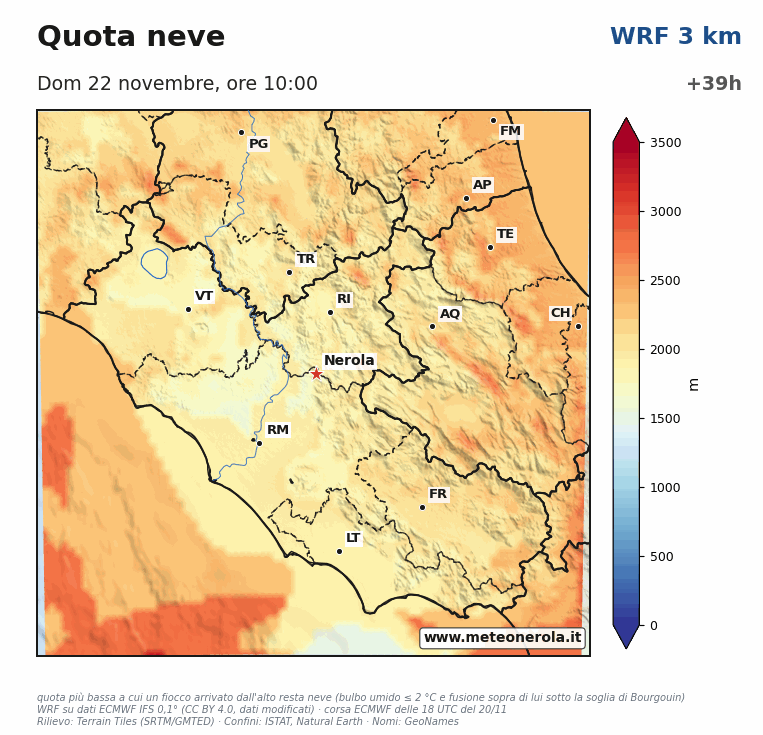 Quota neve
WRF 3 km
Dom 22 novembre, ore 10:00
+39h
FM
PG
AP
TE
TR
VT
RI
AQ
CH
Nerola
RM
FR
LT
www.meteonerola.it
3500
3000
2500
2000
1500
1000
500
0
m
quota più bassa a cui un fiocco arrivato dall'alto resta neve (bulbo umido ≤ 2 °C e fusione sopra di lui sotto la soglia di Bourgouin)
WRF su dati ECMWF IFS 0,1° (CC BY 4.0, dati modificati) · corsa ECMWF delle 18 UTC del 20/11
Rilievo: Terrain Tiles (SRTM/GMTED) · Confini: ISTAT, Natural Earth · Nomi: GeoNames